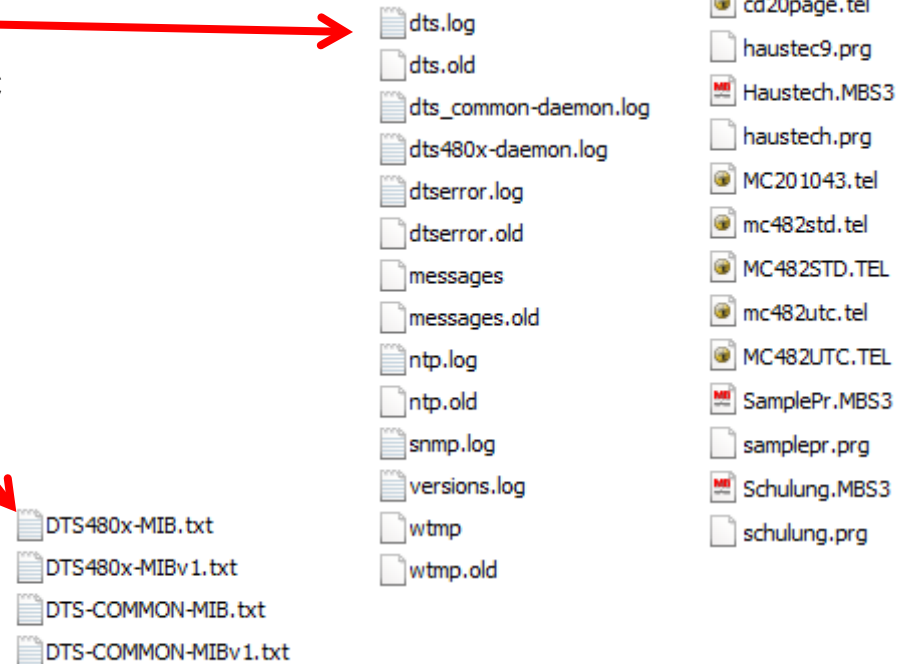 dts.log
dts.old
dts_common-daemon.log
dts480x-daemon.log
dtserror.log
dtserror.old
messages
messages.old
ntp.log
ntp.old
snmp.log
versions.log
wtmp
wtmp.old
cd20page.tel
haustec9.prg
Haustech.MBS3
haustech.prg
MC201043.tel
mc482std.tel
MC482STD.TEL
mc482utc.tel
MC482UTC.TEL
SamplePr.MBS3
samplepr.prg
Schulung.MBS3
schulung.prg
DTS480x-MIB.txt
DTS480x-MIBv1.txt
DTS-COMMON-MIB.txt
DTS-COMMON-MIBv1.txt